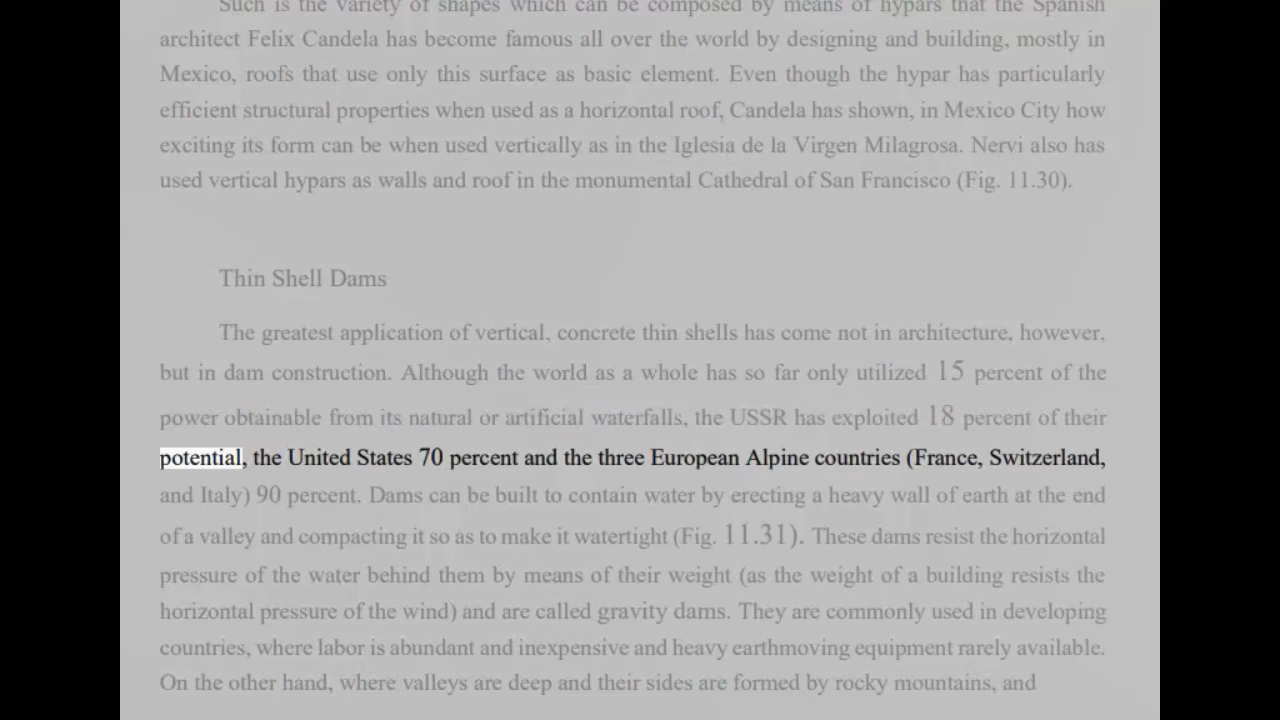 Such is the variety of shapes which can be composed by means of hypars that the Spanish
architect Felix Candela has become famous all over the world by designing and building, mostly in
Mexico, roofs that use only this surface as basic element. Even though the hypar has particularly
efficient structural properties when used as a horizontal roof, Candela has shown, in Mexico City how
exciting its form can be when used vertically as in the Iglesia de la Virgen Milagrosa. Nervi also has
used vertical hypars as walls and roof in the monumental Cathedral of San Francisco (Fig. 11.30).
Thin Shell Dams
The greatest application of vertical, concrete thin shells has come not in architecture, however,
but in dam construction. Although the world as a whole has so far only utilized 15 percent of the
power obtainable from its natural or artificial waterfalls, the USSR has exploited 18 percent of their
potential, the United States 70 percent and the three European Alpine countries (France, Switzerland,
and Italy) 90 percent. Dams can be built to contain water by erecting a heavy wall of earth at the end
of a valley and compacting it so as to make it watertight (Fig. 11.31). These dams resist the horizontal
pressure of the water behind them by means of their weight (as the weight of a building resists the
horizontal pressure of the wind) and are called gravity dams. They are commonly used in developing
countries, where labor is abundant and inexpensive and heavy earthmoving equipment rarely available.
On the other hand, where valleys are deep and their sides are formed by rocky mountains, and